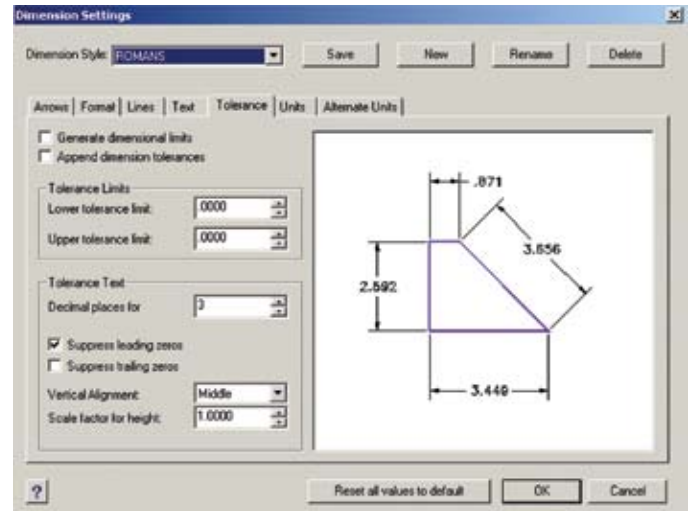 Dimension Settings
Dimension Style: ROMANS
Save New Rename Delete
Arrows Format Lines Text Tolerance Units Alternate Units
Generate dimensional limits
Append dimension tolerances
Tolerance Limits
Lower tolerance limit: .0000
Upper tolerance limit: .0000
Tolerance Text
Decimal places for 3
Suppress leading zeros
Suppress trailing zeros
Vertical Alignment: Middle
Scale factor for height: 1.0000
.871
3.656
2.592
3.449
? Reset all values to default OK Cancel